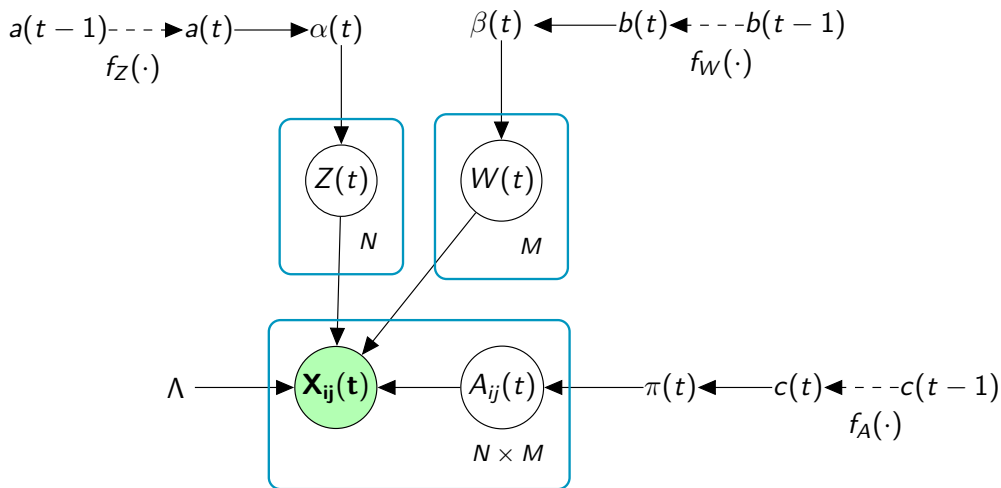 a(t − 1) a(t) α(t) β(t) b(t) b(t − 1)
f_Z(·) f_W(·)
Z(t) W(t)
N M
Λ X_ij(t) A_ij(t) π(t) c(t) c(t − 1)
f_A(·)
N × M